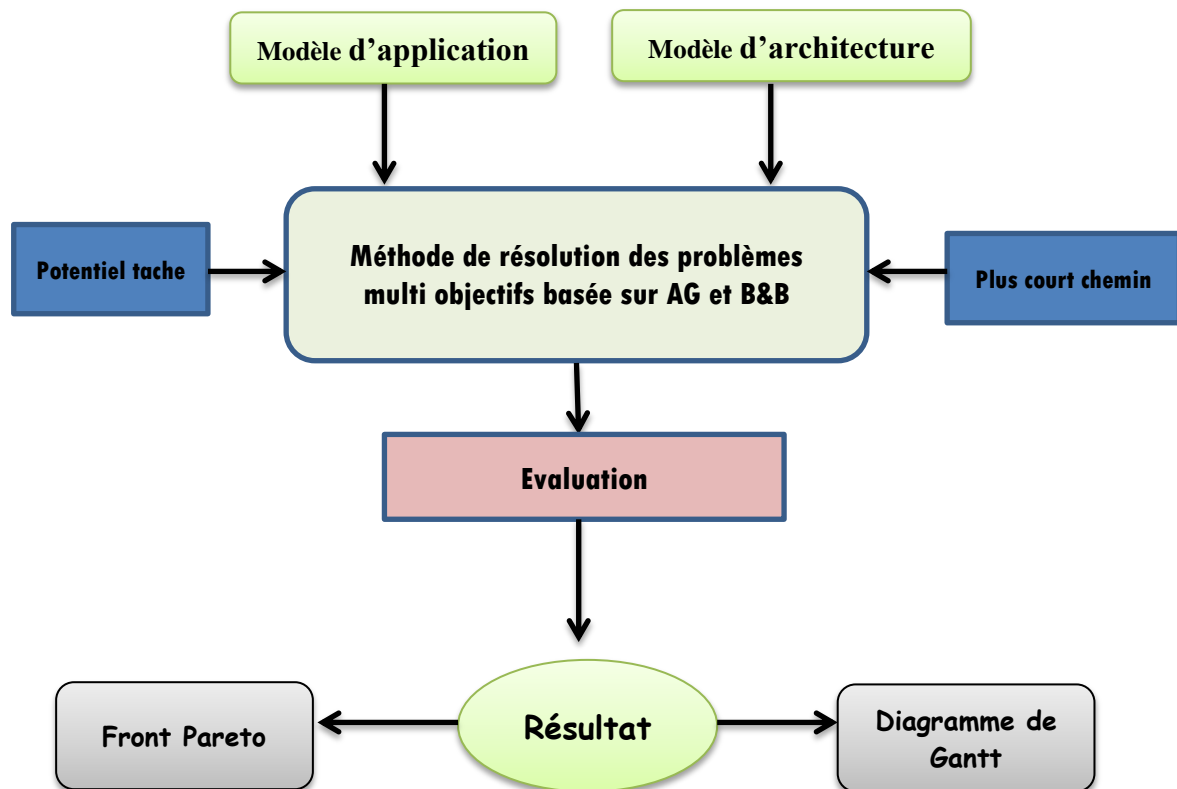 Modèle d’application
Modèle d’architecture
Potentiel tache
Méthode de résolution des problèmes
multi objectifs basée sur AG et B&B
Plus court chemin
Evaluation
Résultat
Front Pareto
Diagramme de
Gantt